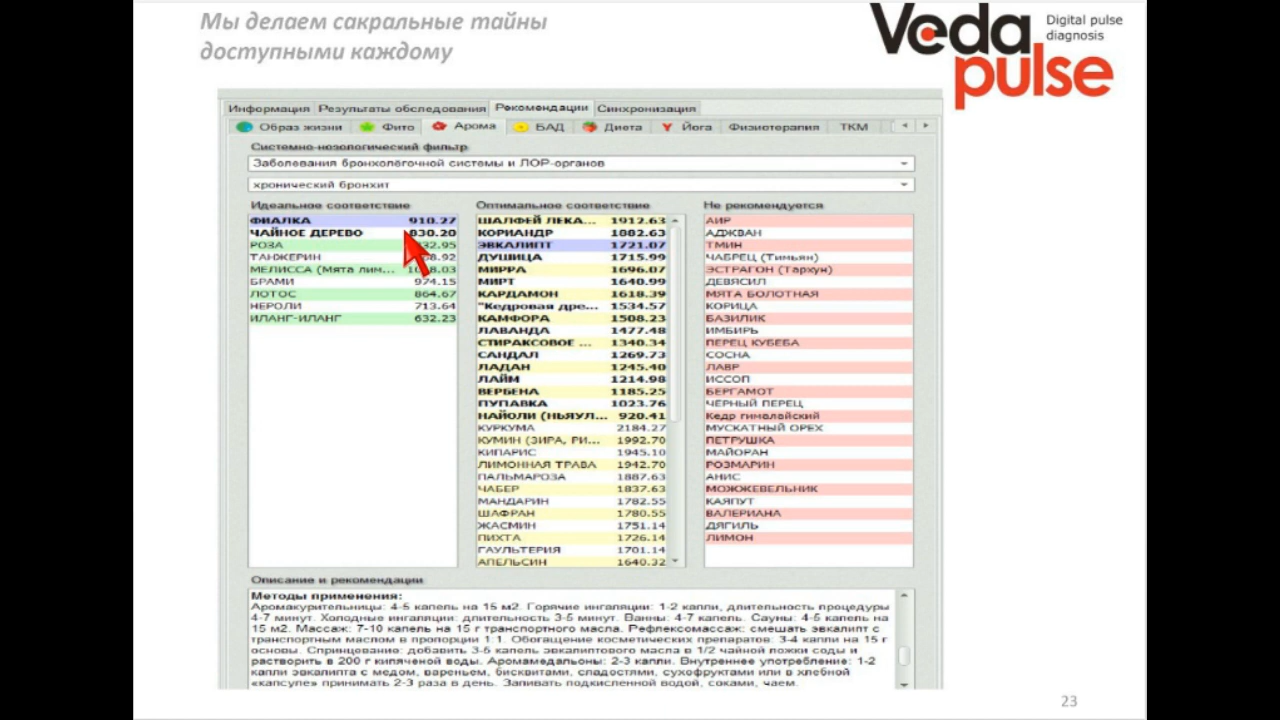 Мы делаем сакральные тайны
доступными каждому
Veda
pulse
Digital pulse
diagnosis
Информация Результаты обследования Рекомендации Синхронизация
Образ жизни Фито Арома БАД Диета Йога Физиотерапия ТКМ
Системно-нозологический фильтр
Заболевания бронхолёгочной системы и ЛОР-органов
хронический бронхит
Идеальное соответствие
ФИАЛКА 910.27
ЧАЙНОЕ ДЕРЕВО 830.20
РОЗА 32.95
ТАНЖЕРИН 8.92
МЕЛИССА (Мята лим... 8.03
БРАМИ 974.15
ЛОТОС 864.67
НЕРОЛИ 713.64
ИЛАНГ-ИЛАНГ 632.23
Оптимальное соответствие
ШАЛФЕЙ ЛЕКА... 1912.63
КОРИАНДР 1882.63
ЭВКАЛИПТ 1721.07
ДУШИЦА 1715.99
МИРРА 1696.07
МИРТ 1640.99
КАРДАМОН 1618.39
"Кедровая дре... 1534.57
КАМФОРА 1508.23
ЛАВАНДА 1477.48
СТИРАКСОВОЕ ... 1340.34
САНДАЛ 1269.73
ЛАДАН 1245.40
ЛАЙМ 1214.98
ВЕРБЕНА 1185.25
ПУПАВКА 1023.76
НАЙОЛИ (НЬЯУЛ... 920.41
КУРКУМА 2184.27
КУМИН (ЗИРА, РИ... 1992.70
КИПАРИС 1945.10
ЛИМОННАЯ ТРАВА 1942.70
ПАЛЬМАРОЗА 1887.63
ЧАБЕР 1837.63
МАНДАРИН 1782.55
ШАФРАН 1780.55
ЖАСМИН 1751.14
ПИХТА 1726.14
ГАУЛЬТЕРИЯ 1701.14
АПЕЛЬСИН 1640.32
Не рекомендуется
АИР
АДЖВАН
ТМИН
ЧАБРЕЦ (Тимьян)
ЭСТРАГОН (Тархун)
ДЕВЯСИЛ
МЯТА БОЛОТНАЯ
КОРИЦА
БАЗИЛИК
ИМБИРЬ
ПЕРЕЦ КУБЕБА
СОСНА
ЛАВР
ИССОП
БЕРГАМОТ
ЧЁРНЫЙ ПЕРЕЦ
Кедр гималайский
МУСКАТНЫЙ ОРЕХ
ПЕТРУШКА
МАЙОРАН
РОЗМАРИН
АНИС
МОЖЖЕВЕЛЬНИК
КАЯПУТ
ВАЛЕРИАНА
ДЯГИЛЬ
ЛИМОН
Описание и рекомендации
Методы применения:
Аромакурительницы: 4-5 капель на 15 м2. Горячие ингаляции: 1-2 капли, длительность процедуры
4-7 минут. Холодные ингаляции: длительность 3-5 минут. Ванны: 4-7 капель. Сауны: 4-5 капель на
15 м2. Массаж: 7-10 капель на 15 г транспортного масла. Рефлексомассаж: смешать эвкалипт с
транспортным маслом в пропорции 1:1. Обогащение косметических препаратов: 3-4 капли на 15 г
основы. Спринцевание: добавить 3-5 капель эвкалиптового масла в 1/2 чайной ложки соды и
растворить в 200 г кипяченой воды. Аромамедальоны: 2-3 капли. Внутреннее употребление: 1-2
капли эвкалипта с медом, вареньем, бисквитами, сладостями, сухофруктами или в хлебной
«капсуле» принимать 2-3 раза в день. Запивать подкисленной водой, соками, чаем.
23